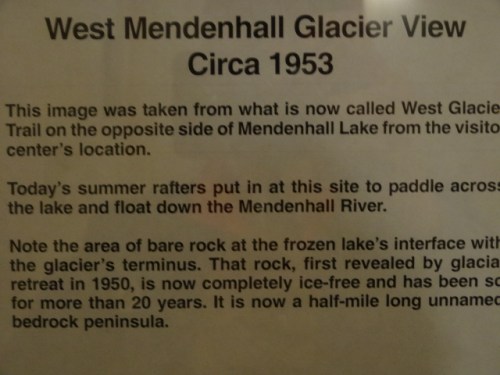 West Mendenhall Glacier View
Circa 1953
This image was taken from what is now called West Glacie
Trail on the opposite side of Mendenhall Lake from the visito
center's location.
Today's summer rafters put in at this site to paddle across
the lake and float down the Mendenhall River.
Note the area of bare rock at the frozen lake's interface with
the glacier's terminus. That rock, first revealed by glacia
retreat in 1950, is now completely ice-free and has been so
for more than 20 years. It is now a half-mile long unnamed
bedrock peninsula.